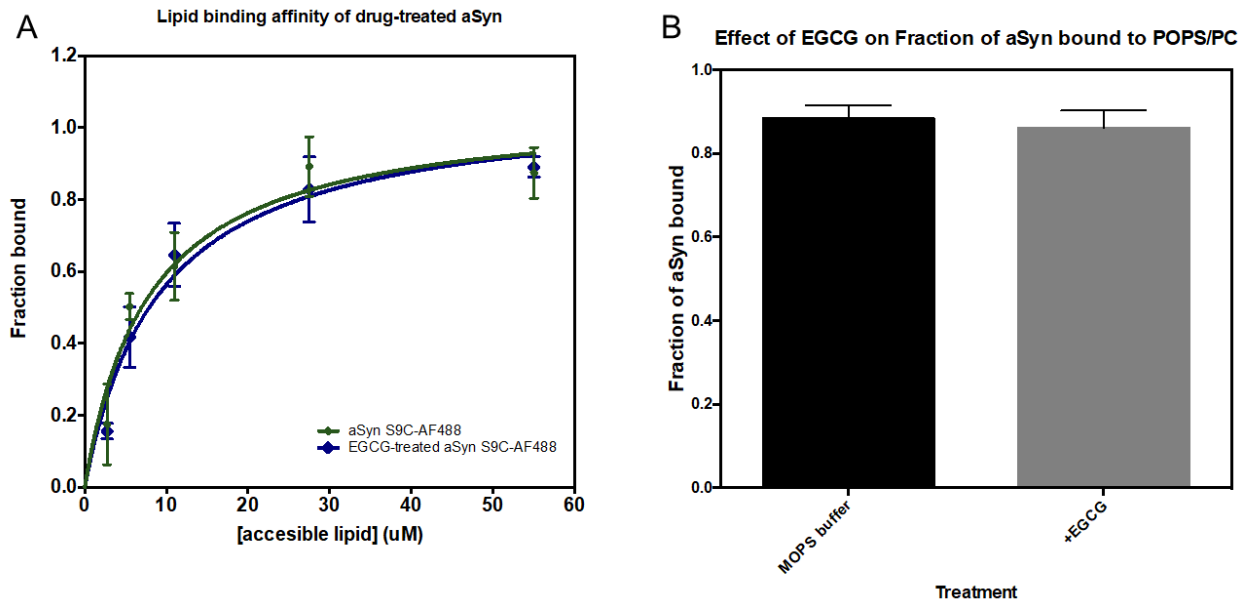 A
Lipid binding affinity of drug-treated aSyn
1.2
1.0
0.8
0.6
0.4
0.2
0.0
Fraction bound
aSyn S9C-AF488
EGCG-treated aSyn S9C-AF488
0
10
20
30
40
50
60
[accesible lipid] (uM)
B
Effect of EGCG on Fraction of aSyn bound to POPS/PC
1.0
0.8
0.6
0.4
0.2
0.0
Fraction of aSyn bound
MOPS buffer
+EGCG
Treatment